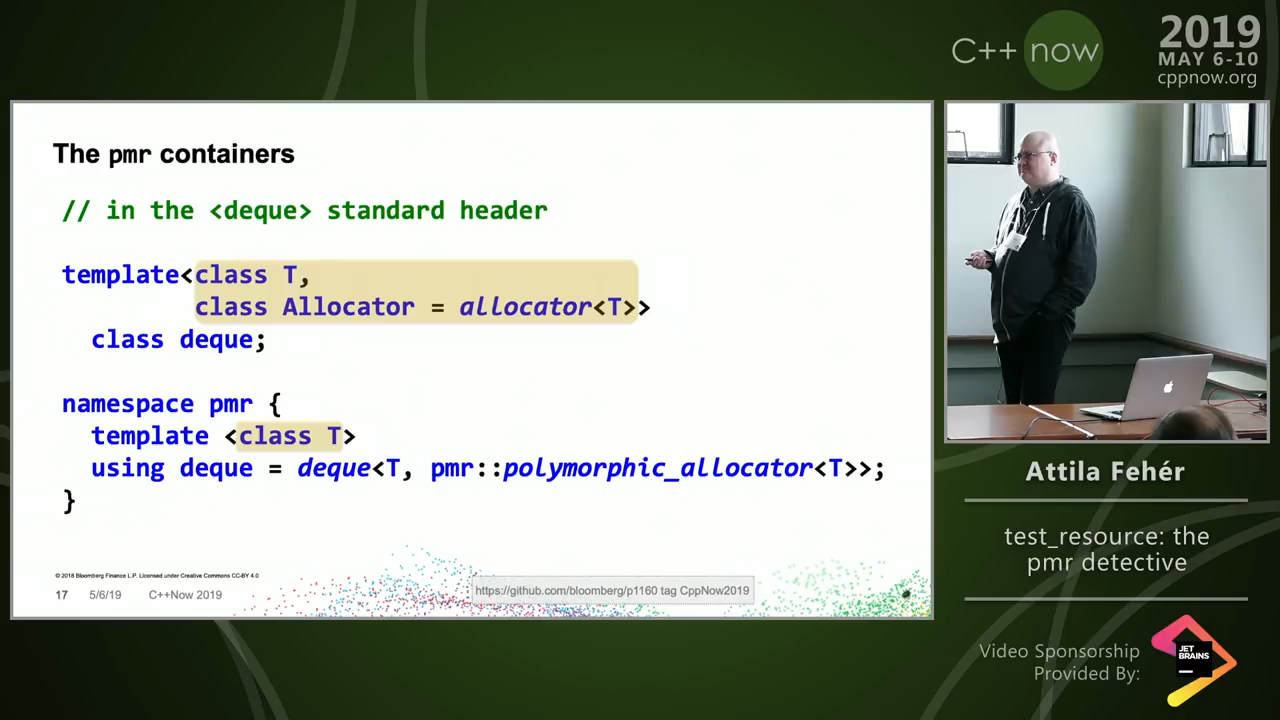 C++ now
2019
MAY 6-10
cppnow.org
The pmr containers
// in the <deque> standard header
template<class T,
class Allocator = allocator<T>>
class deque;
namespace pmr {
template <class T>
using deque = deque<T, pmr::polymorphic_allocator<T>>;
}
© 2018 Bloomberg Finance L.P. Licensed under Creative Commons CC-BY 4.0
17 5/6/19 C++Now 2019
https://github.com/bloomberg/p1160 tag CppNow2019
Attila Fehér
test_resource: the
pmr detective
Video Sponsorship
Provided By:
JET
BRAINS